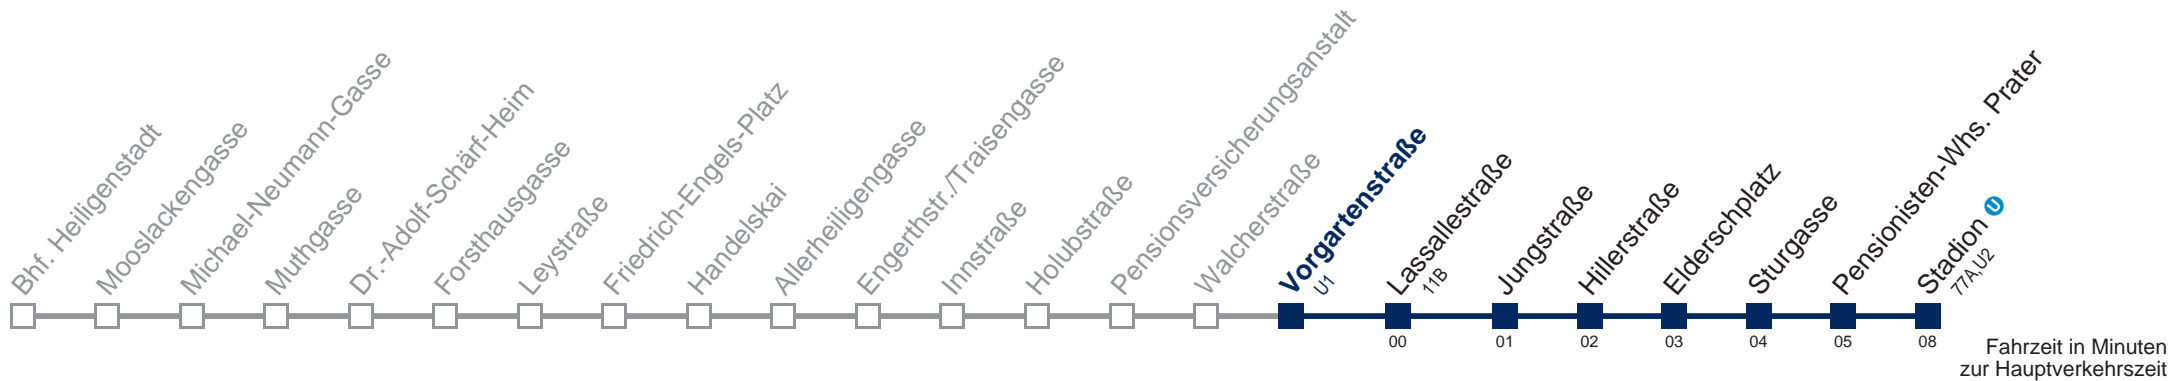 Bhf. Heiligenstadt
Mooslackengasse
Michael-Neumann-Gasse
Muthgasse
Dr.-Adolf-Schärf-Heim
Forsthausgasse
Leystraße
Friedrich-Engels-Platz
Handelskai
Allerheiligengasse
Engerthstr./Traisengasse
Innstraße
Holubstraße
Pensionsversicherungsanstalt
Walcherstraße
Vorgartenstraße
U1
Lassallestraße
11B
Jungstraße
Hillerstraße
Elderschplatz
Sturgasse
Pensionisten-Whs. Prater
Stadion U
77A,U2
00 01 02 03 04 05 08
Fahrzeit in Minuten
zur Hauptverkehrszeit